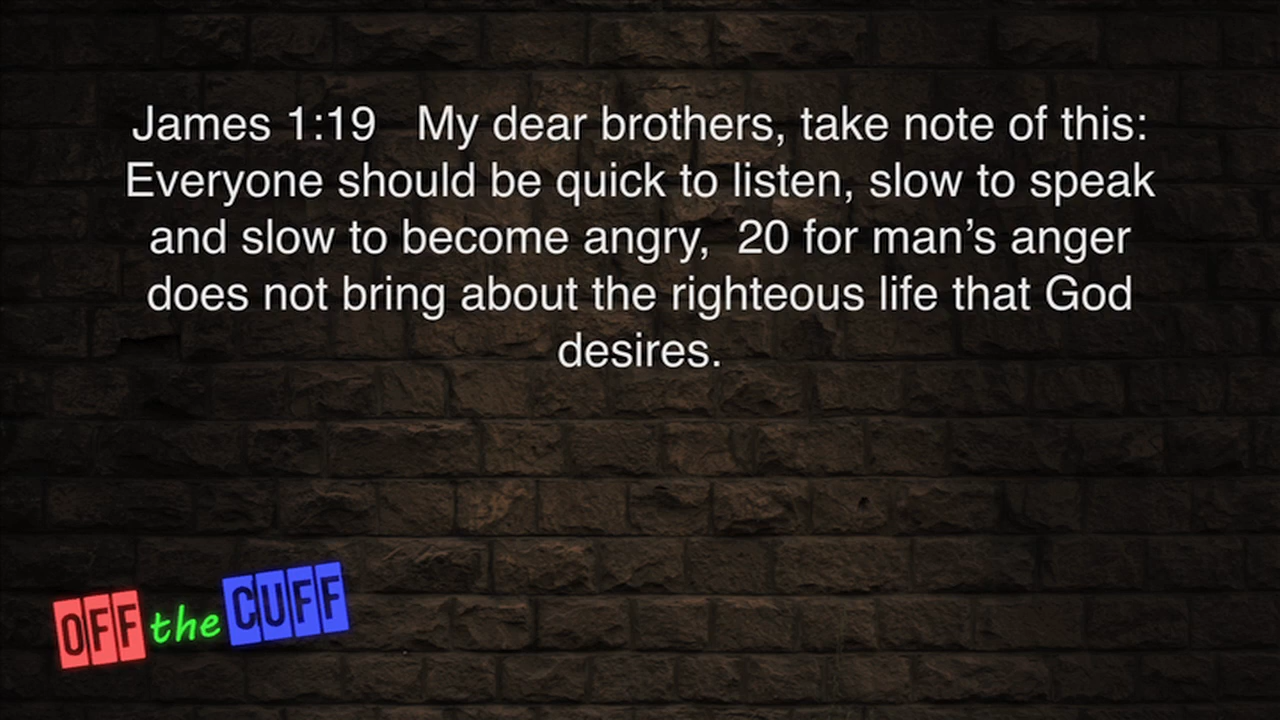 James 1:19   My dear brothers, take note of this:
Everyone should be quick to listen, slow to speak
and slow to become angry,  20 for man’s anger
does not bring about the righteous life that God
desires.
OFF the CUFF